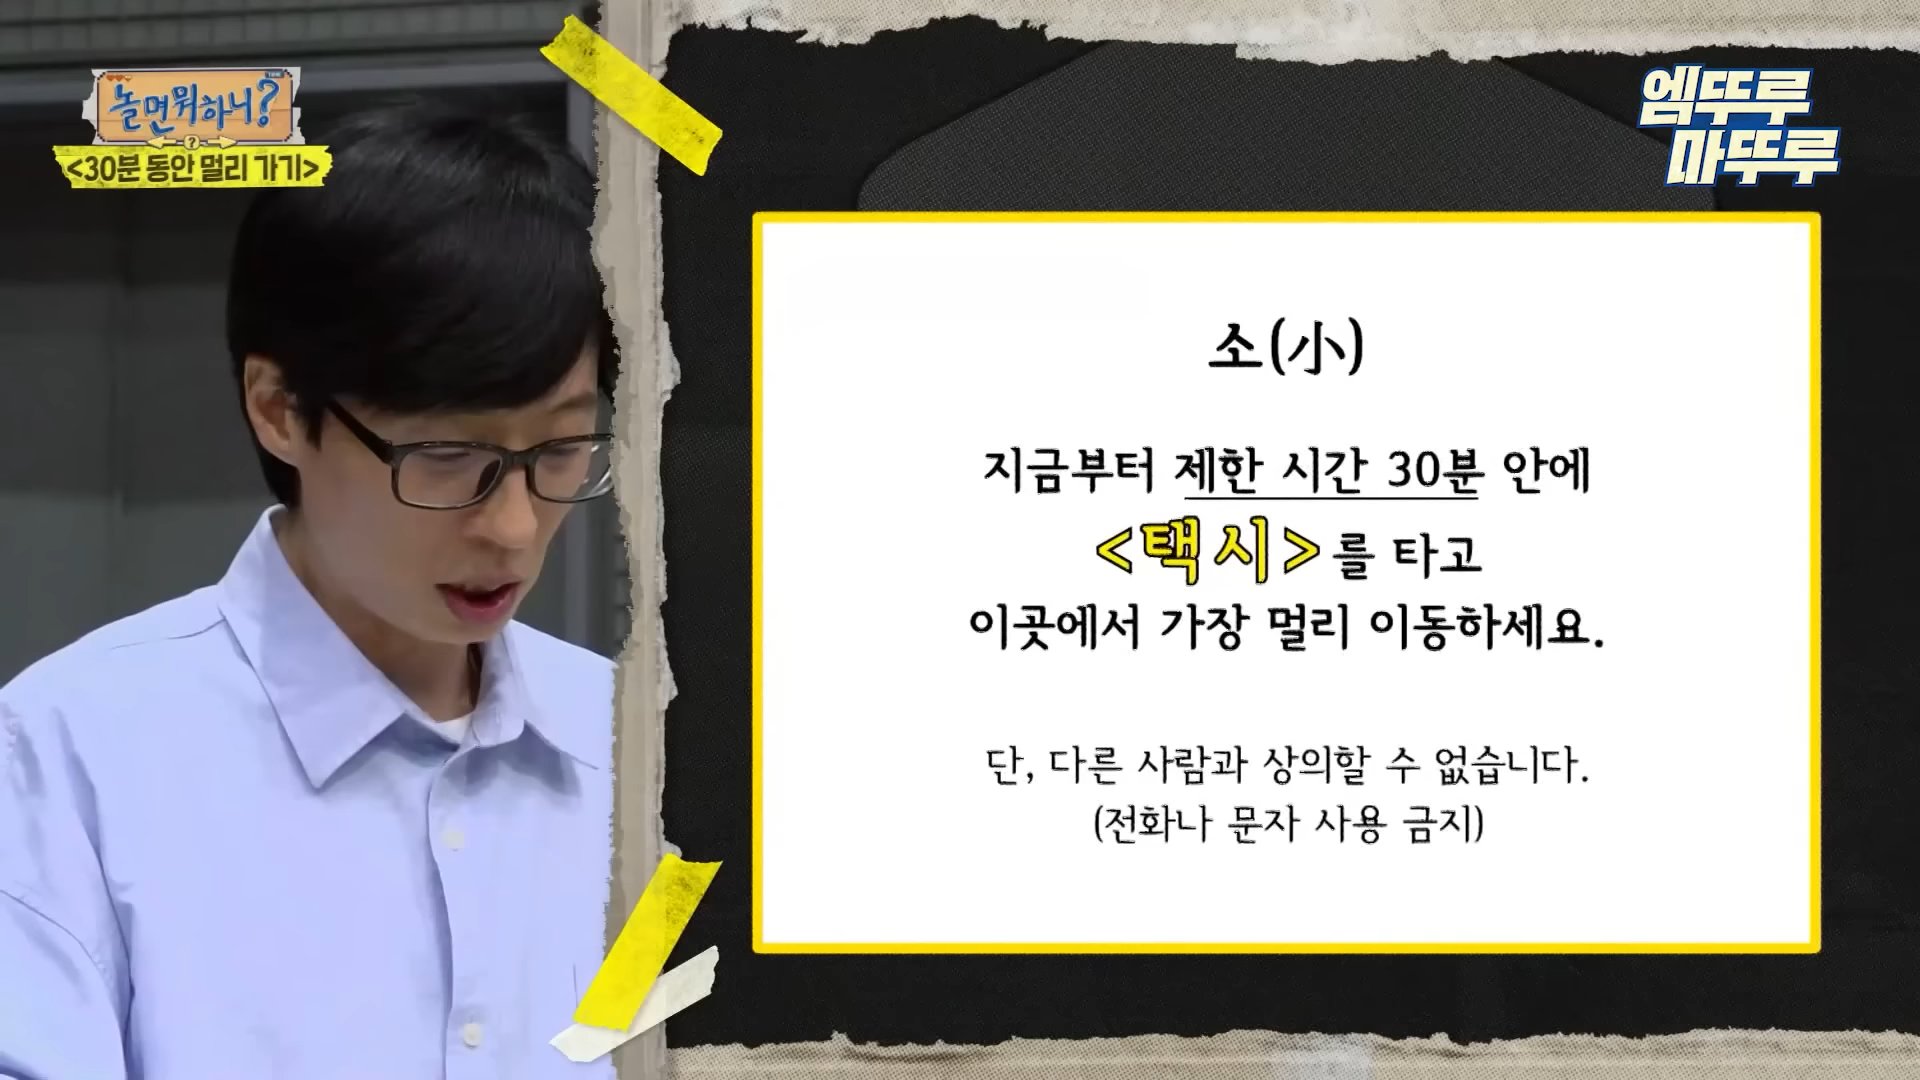 놀면뭐하니?
<30분 동안 멀리 가기>
엠뚜루
마뚜루
소(小)
지금부터 제한 시간 30분 안에
<택시>를 타고
이곳에서 가장 멀리 이동하세요.
단, 다른 사람과 상의할 수 없습니다.
(전화나 문자 사용 금지)